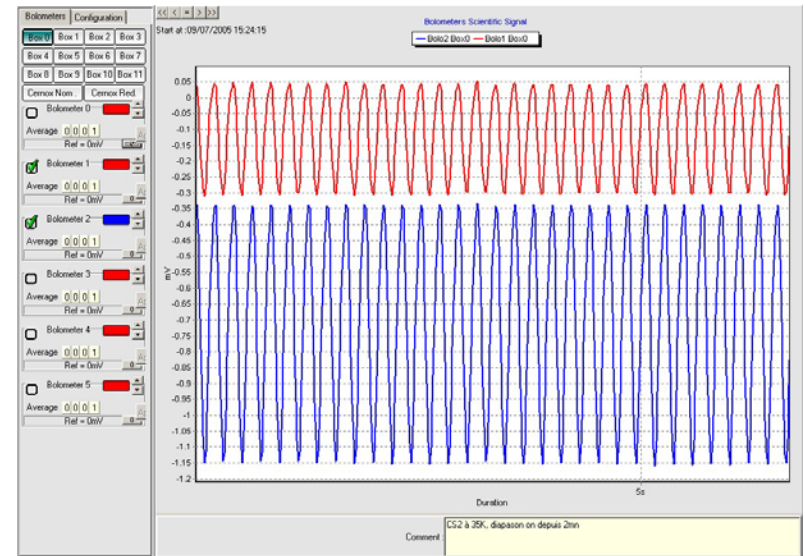 Bolometers Configuration
<< < = > >>
Start at :09/07/2005 15:24:15
Bolometers Scientific Signal
Bolo2 Box0 Bolo1 Box0
Box 0 Box 1 Box 2 Box 3
Box 4 Box 5 Box 6 Box 7
Box 8 Box 9 Box 10 Box 11
Cernox Nom. Cernox Red.
Bolometer 0
Average 0 0 0 1
Ref = 0mV
Bolometer 1
Average 0 0 0 1
Ref = 0mV
Bolometer 2
Average 0 0 0 1
Ref = 0mV
Bolometer 3
Average 0 0 0 1
Ref = 0mV
Bolometer 4
Average 0 0 0 1
Ref = 0mV
Bolometer 5
Average 0 0 0 1
Ref = 0mV
0.05
0
-0.05
-0.1
-0.15
-0.2
-0.25
-0.3
-0.35
-0.4
-0.45
-0.5
-0.55
-0.6
-0.65
-0.7
-0.75
-0.8
-0.85
-0.9
-0.95
-1
-1.05
-1.1
-1.15
-1.2
mV
5s
Duration
Comment :
CS2 à 35K, diapason on depuis 2mn